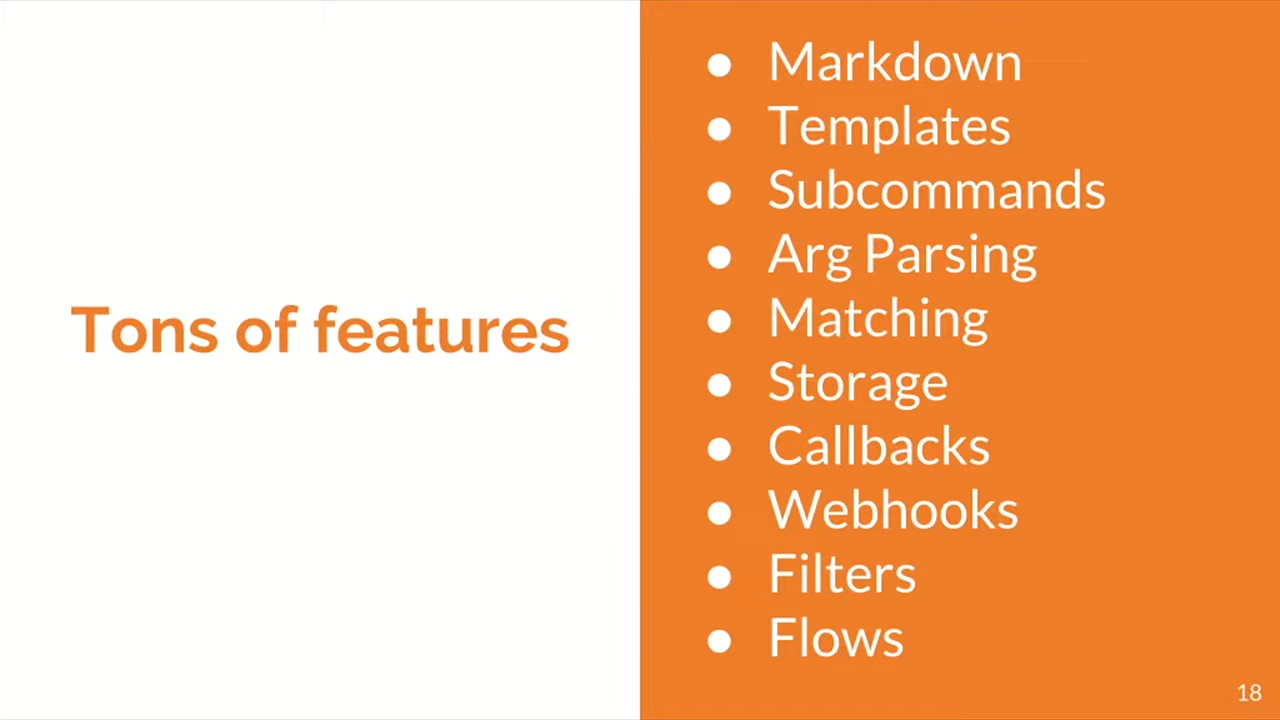 Tons of features
● Markdown
● Templates
● Subcommands
● Arg Parsing
● Matching
● Storage
● Callbacks
● Webhooks
● Filters
● Flows
18